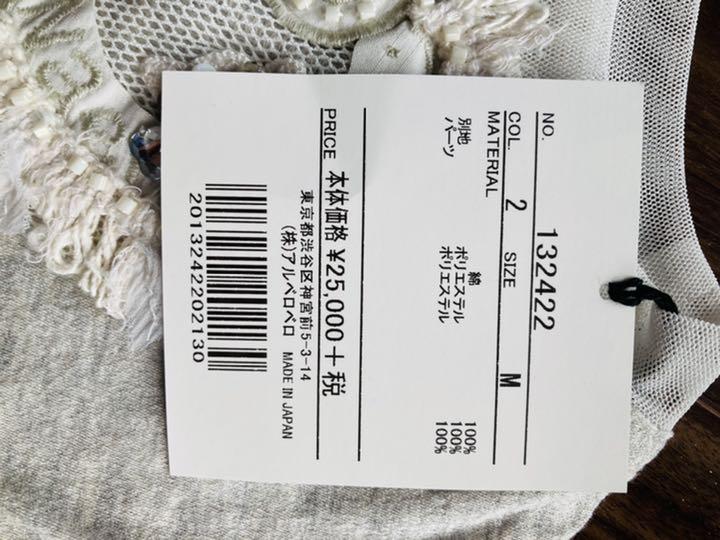 NO. 132422
COL. 2 SIZE M
MATERIAL
綿 100%
別地 ポリエステル 100%
パーツ ポリエステル 100%
PRICE 本体価格 ¥25,000+税
東京都渋谷区神宮前5-3-14
(株)アルベロベロ MADE IN JAPAN
2013242202130